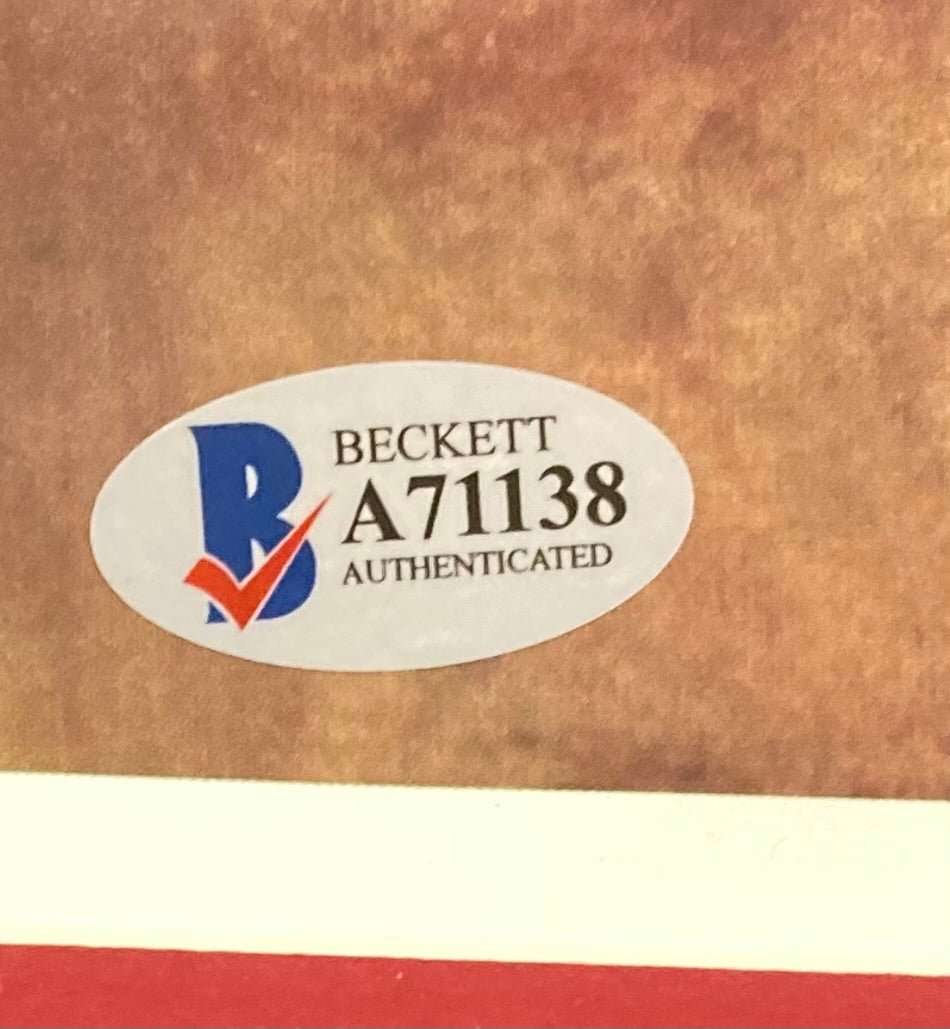 B
BECKETT
A71138
AUTHENTICATED